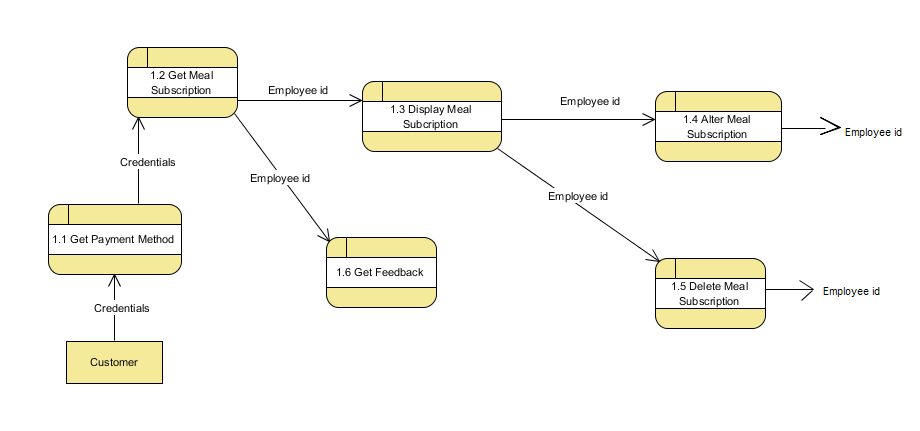 1.2 Get Meal
Subscription
Employee id
1.3 Display Meal
Subcription
Employee id
1.4 Alter Meal
Subscription
Employee id
Credentials
Employee id
Employee id
1.1 Get Payment Method
1.6 Get Feedback
1.5 Delete Meal
Subscription
Employee id
Credentials
Customer